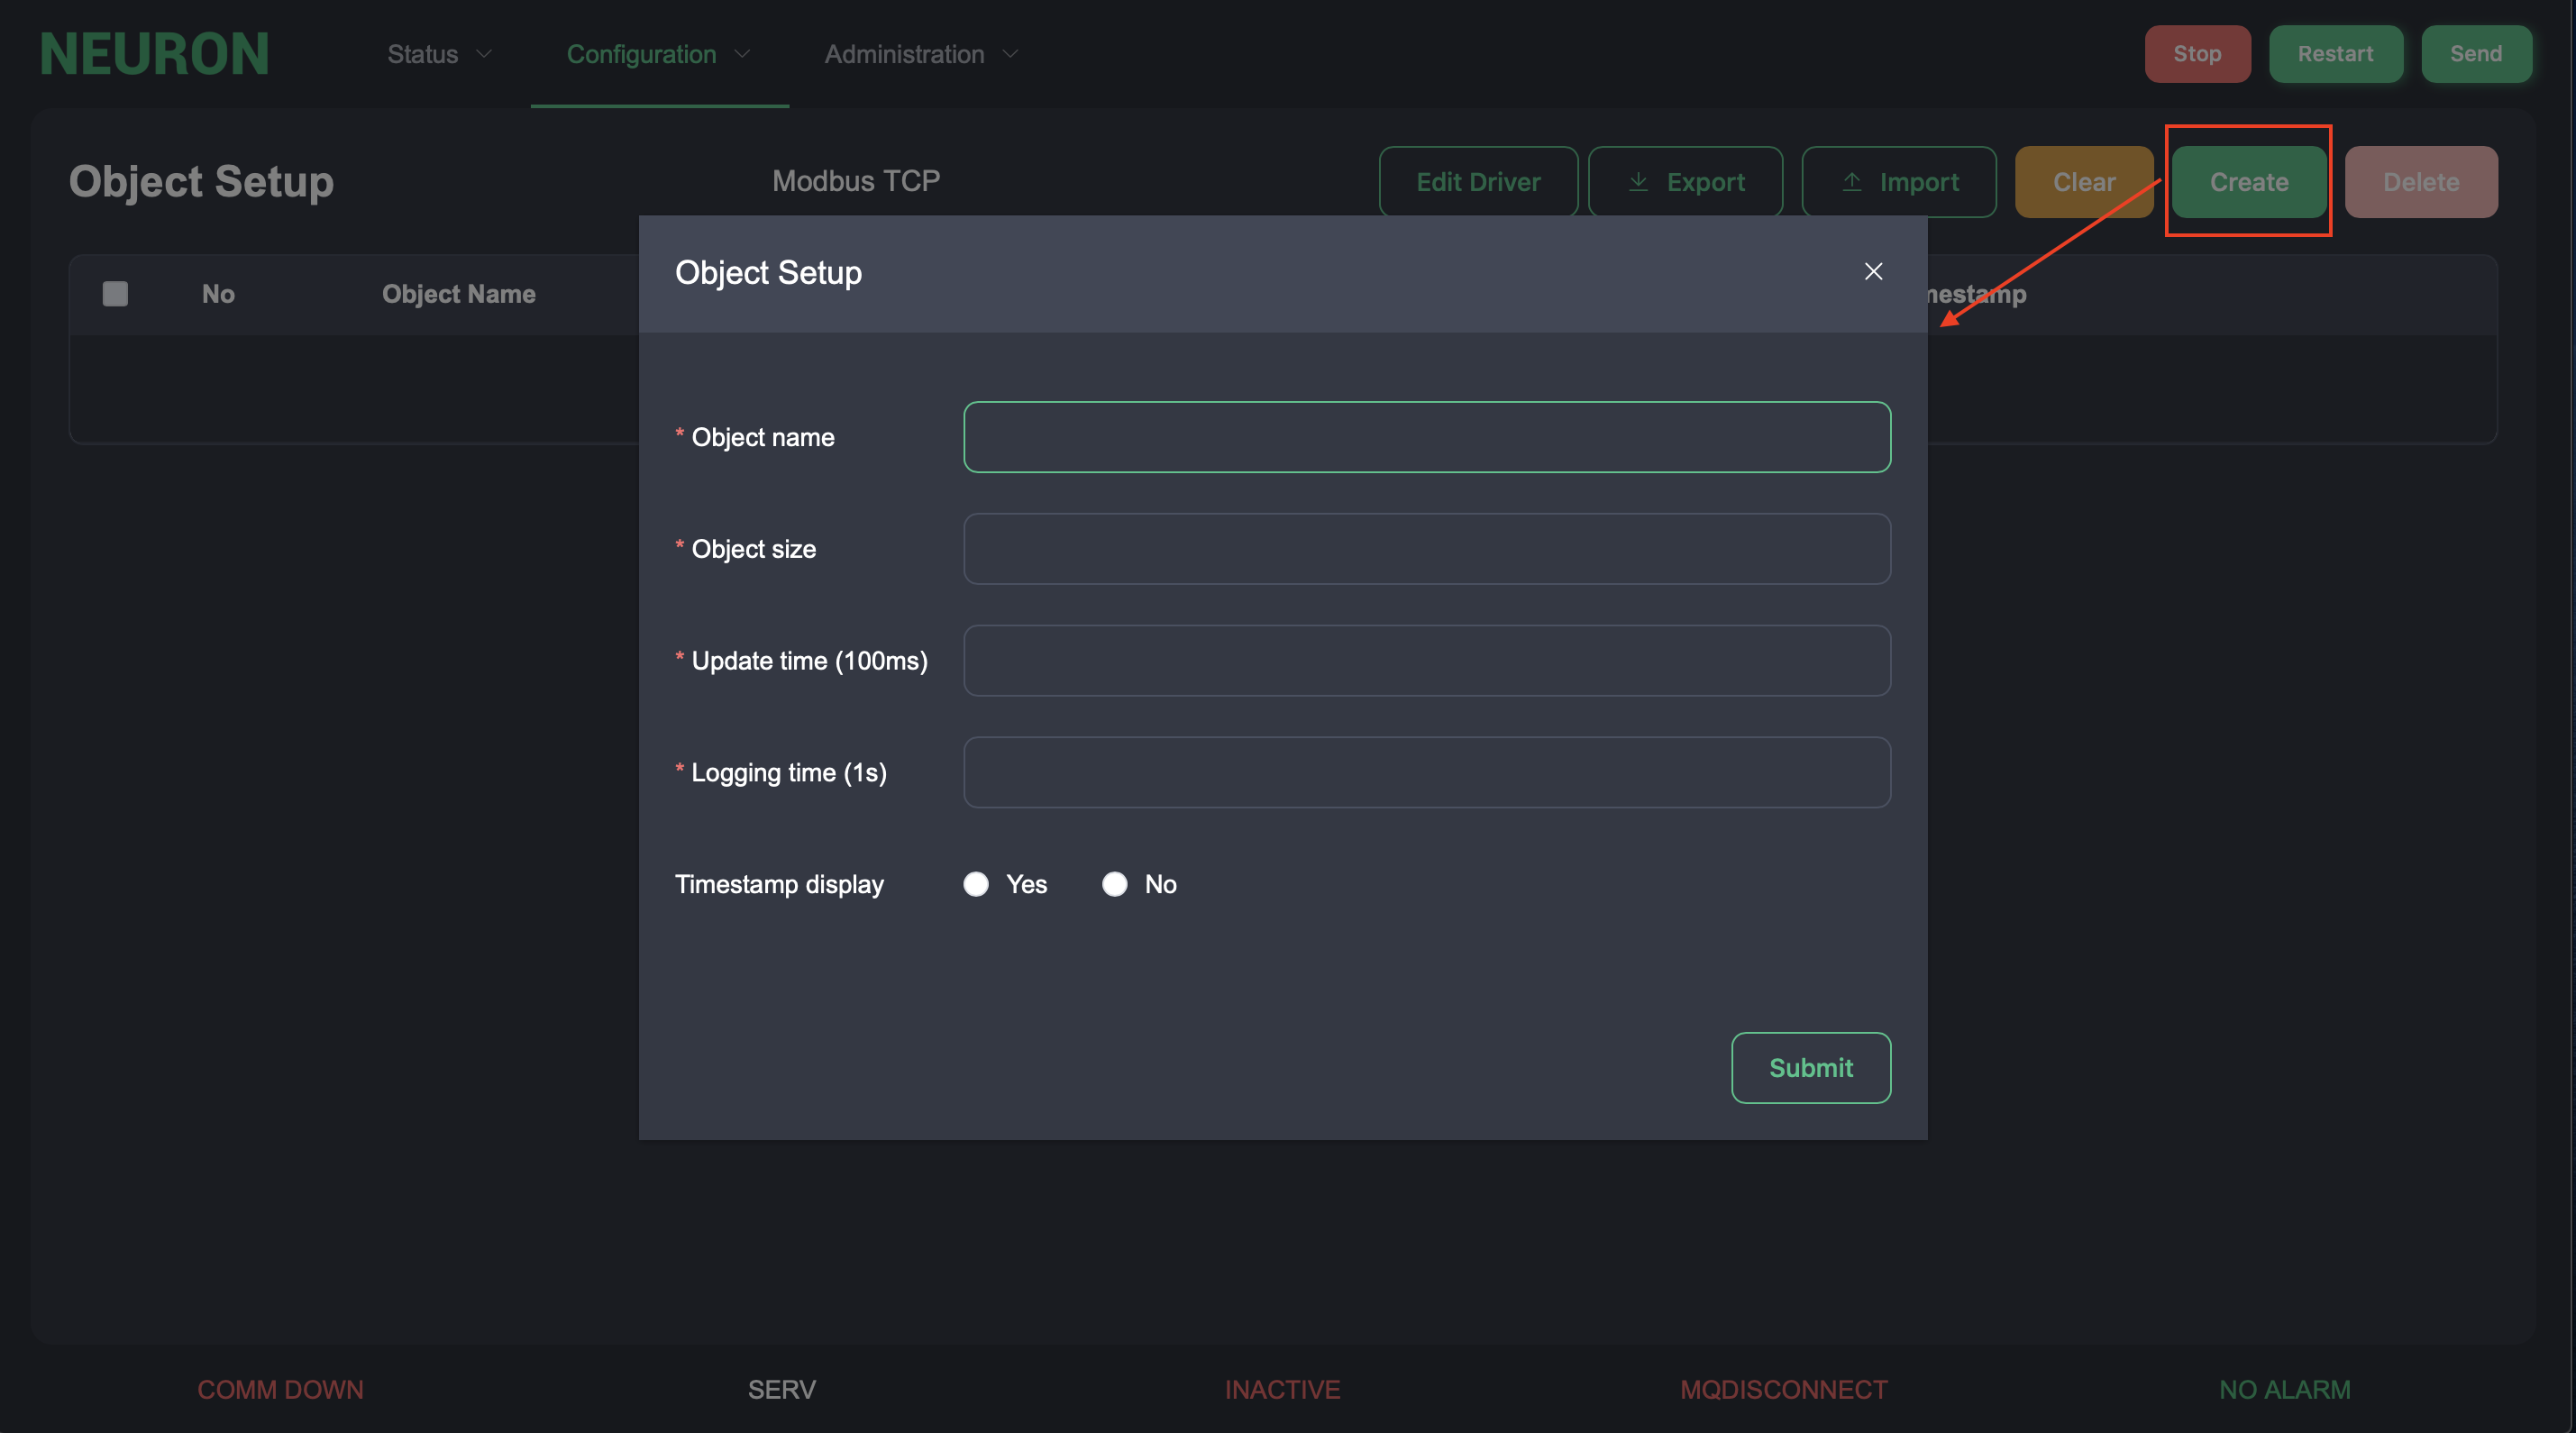 NEURON
Status
Configuration
Administration
Stop
Restart
Send
Object Setup
Modbus TCP
Edit Driver
Export
Import
Clear
Create
Delete
No
Object Name
Object Setup
* Object name
* Object size
* Update time (100ms)
* Logging time (1s)
Timestamp display
Yes
No
Submit
COMM DOWN
SERV
INACTIVE
MQDISCONNECT
NO ALARM